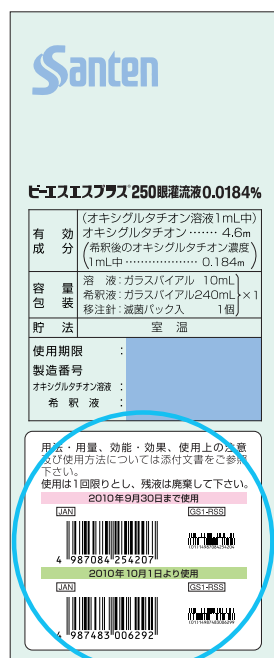 Santen
ビーエスエスプラス250眼灌流液0.0184%
有効成分
(オキシグルタチオン溶液1mL中)
オキシグルタチオン……4.6m
(希釈後のオキシグルタチオン濃度
1mL中………………0.184m)
容量包装
溶液:ガラスバイアル 10mL
希釈液:ガラスバイアル240mL ×1
移注針:滅菌パック入 1個
貯法 室温
使用期限 :
製造番号
オキシグルタチオン溶液 :
希釈液 :
用法・用量、効能・効果、使用上の注意
及び使用方法については添付文書をご参照
下さい。
使用は1回限りとし、残液は廃棄して下さい。
2010年9月30日まで使用
JAN GS1-RSS
4 987084 254207
2010年10月1日より使用
JAN GS1-RSS
4 987483 006292